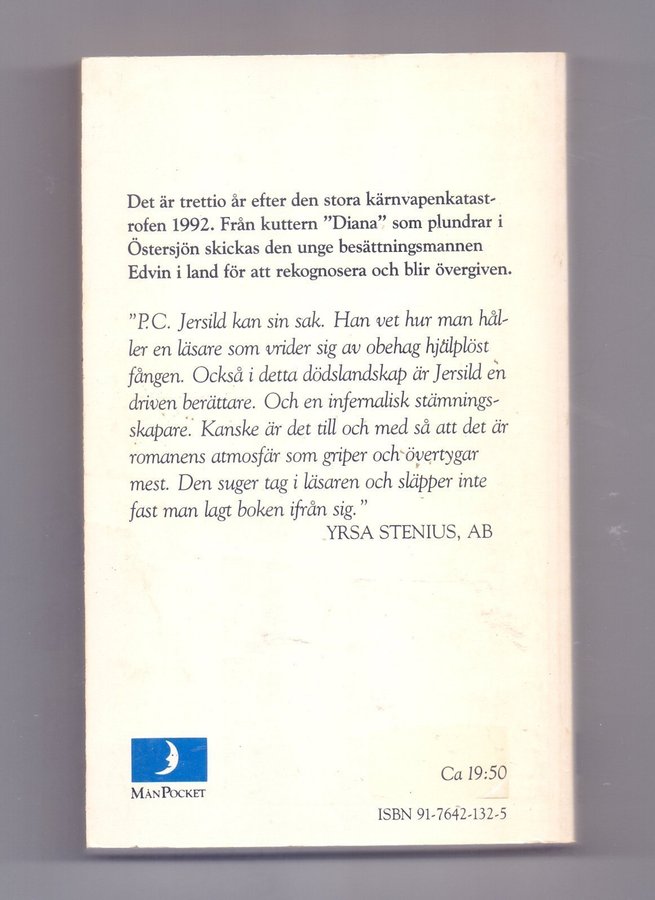 Det är trettio år efter den stora kärnvapenkatast-
rofen 1992. Från kuttern ”Diana” som plundrar i
Östersjön skickas den unge besättningsmannen
Edvin i land för att rekognosera och blir övergiven.
”P.C. Jersild kan sin sak. Han vet hur man hål-
ler en läsare som vrider sig av obehag hjälplöst
fången. Också i detta dödslandskap är Jersild en
driven berättare. Och en infernalisk stämnings-
skapare. Kanske är det till och med så att det är
romanens atmosfär som griper och övertygar
mest. Den suger tag i läsaren och släpper inte
fast man lagt boken ifrån sig.”
YRSA STENIUS, AB
MÅNPOCKET
Ca 19:50
ISBN 91-7642-132-5